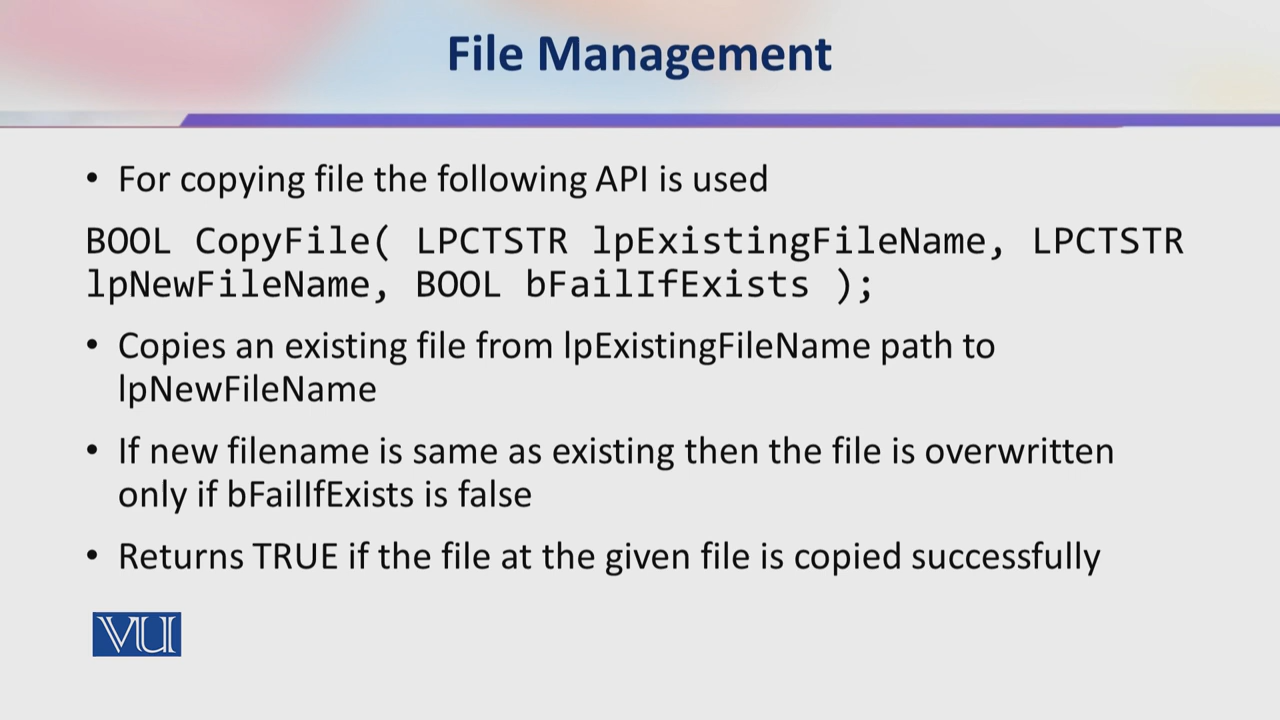 File Management
• For copying file the following API is used
BOOL CopyFile( LPCTSTR lpExistingFileName, LPCTSTR
lpNewFileName, BOOL bFailIfExists );
• Copies an existing file from lpExistingFileName path to
lpNewFileName
• If new filename is same as existing then the file is overwritten
only if bFailIfExists is false
• Returns TRUE if the file at the given file is copied successfully
VU